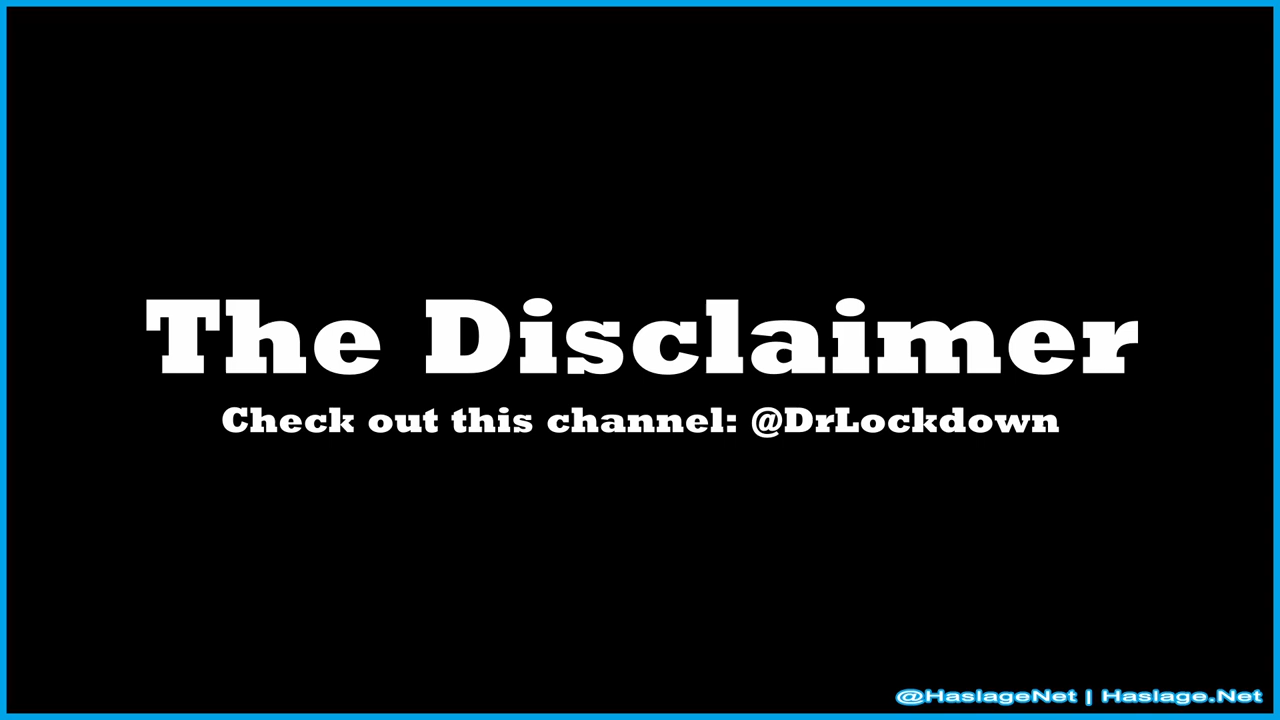 The Disclaimer
Check out this channel: @DrLockdown
@HaslageNet | Haslage.Net